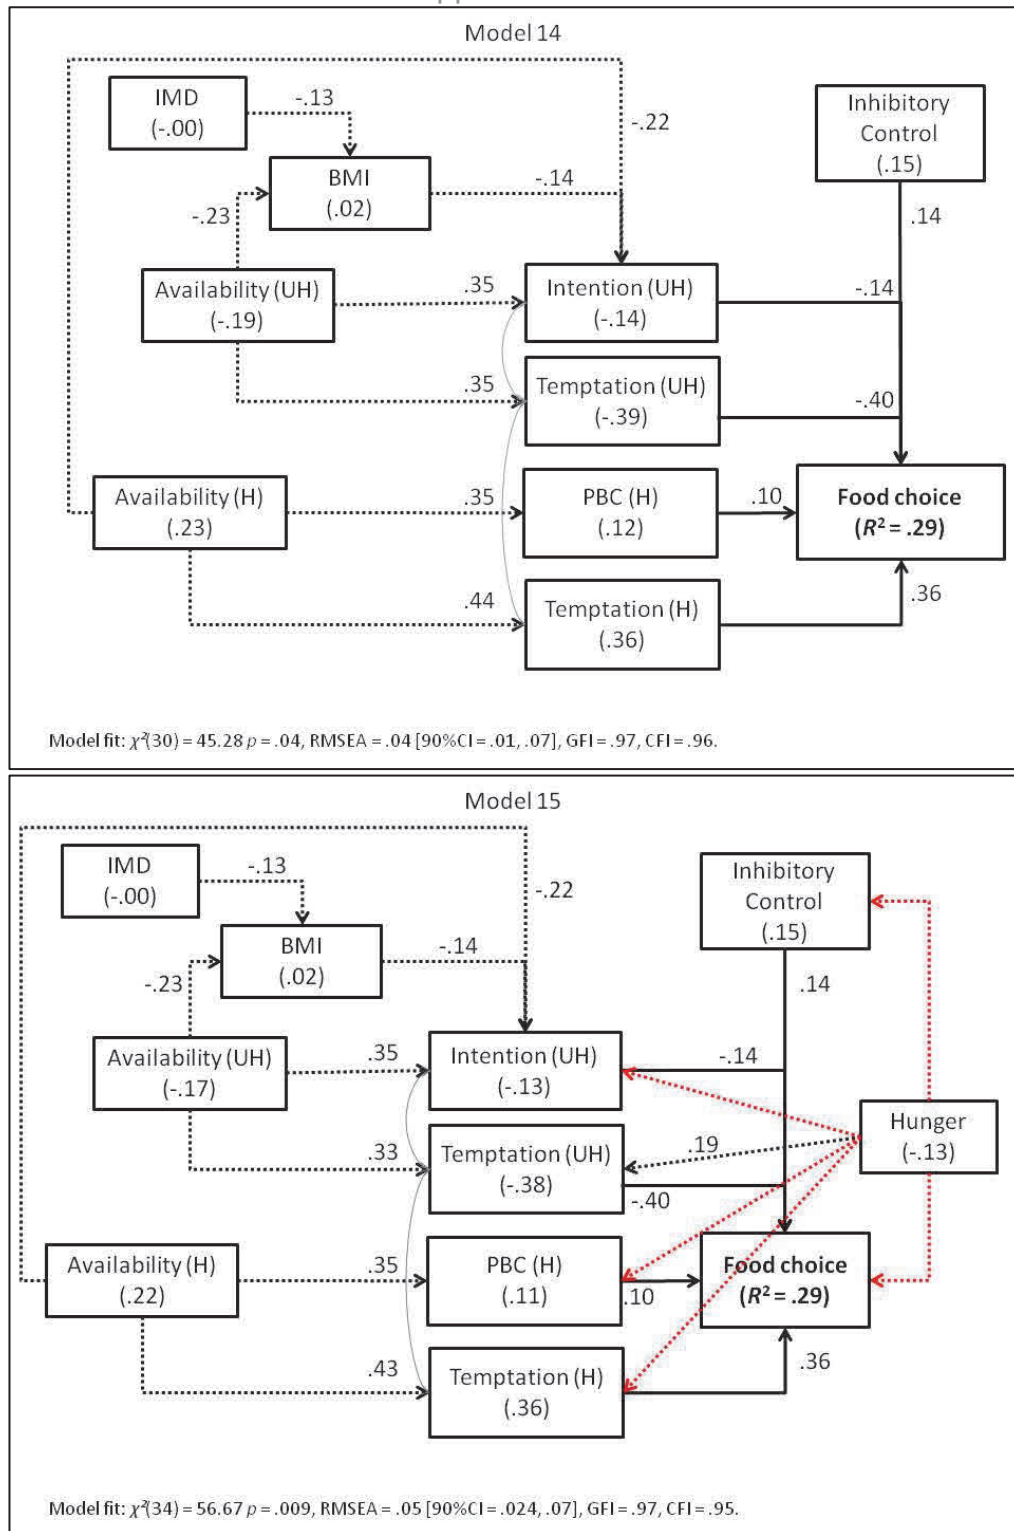 Model 14
IMD
(-.00)
-.13
-.22
Inhibitory
Control
(.15)
BMI
(.02)
-.14
-.23
.14
Availability (UH)
(-.19)
.35
Intention (UH)
(-.14)
-.14
.35
Temptation (UH)
(-.39)
-.40
Availability (H)
(.23)
.35
PBC (H)
(.12)
.10
Food choice
(R² = .29)
.44
Temptation (H)
(.36)
.36
Model fit: χ²(30) = 45.28 p = .04, RMSEA = .04 [90%CI = .01, .07], GFI = .97, CFI = .96.
Model 15
IMD
(-.00)
-.13
-.22
Inhibitory
Control
(.15)
BMI
(.02)
-.14
-.23
.14
Availability (UH)
(-.17)
.35
Intention (UH)
(-.13)
-.14
Hunger
(-.13)
.33
Temptation (UH)
(-.38)
.19
-.40
Availability (H)
(.22)
.35
PBC (H)
(.11)
.10
Food choice
(R² = .29)
.43
Temptation (H)
(.36)
.36
Model fit: χ²(34) = 56.67 p = .009, RMSEA = .05 [90%CI = .024, .07], GFI = .97, CFI = .95.